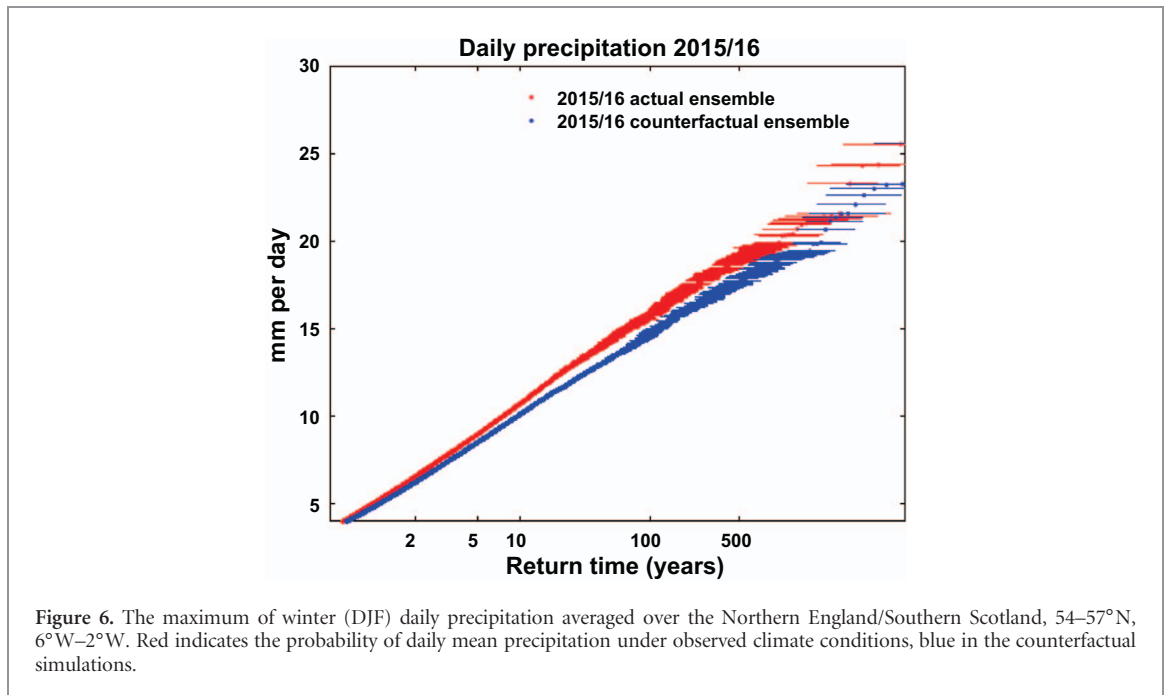 Daily precipitation 2015/16
30
2015/16 actual ensemble
2015/16 counterfactual ensemble
25
20
15
10
5
mm per day
2 5 10 100 500
Return time (years)
Figure 6. The maximum of winter (DJF) daily precipitation averaged over the Northern England/Southern Scotland, 54–57°N,
6°W–2°W. Red indicates the probability of daily mean precipitation under observed climate conditions, blue in the counterfactual
simulations.